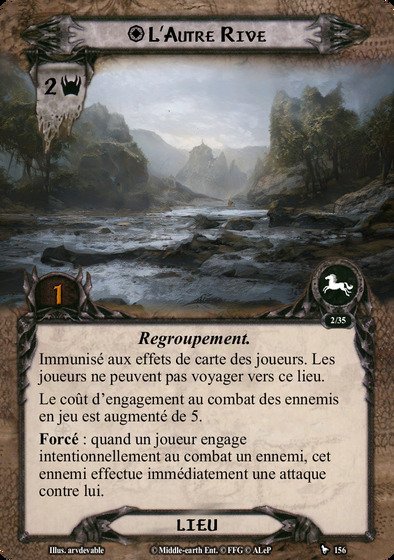 L'Autre Rive
2
1
2/35
Regroupement.
Immunisé aux effets de carte des joueurs. Les
joueurs ne peuvent pas voyager vers ce lieu.
Le coût d'engagement au combat des ennemis
en jeu est augmenté de 5.
Forcé : quand un joueur engage
intentionnellement au combat un ennemi, cet
ennemi effectue immédiatement une attaque
contre lui.
LIEU
Illus. arvdevable ©Middle-earth Ent. © FFG © ALeP 156